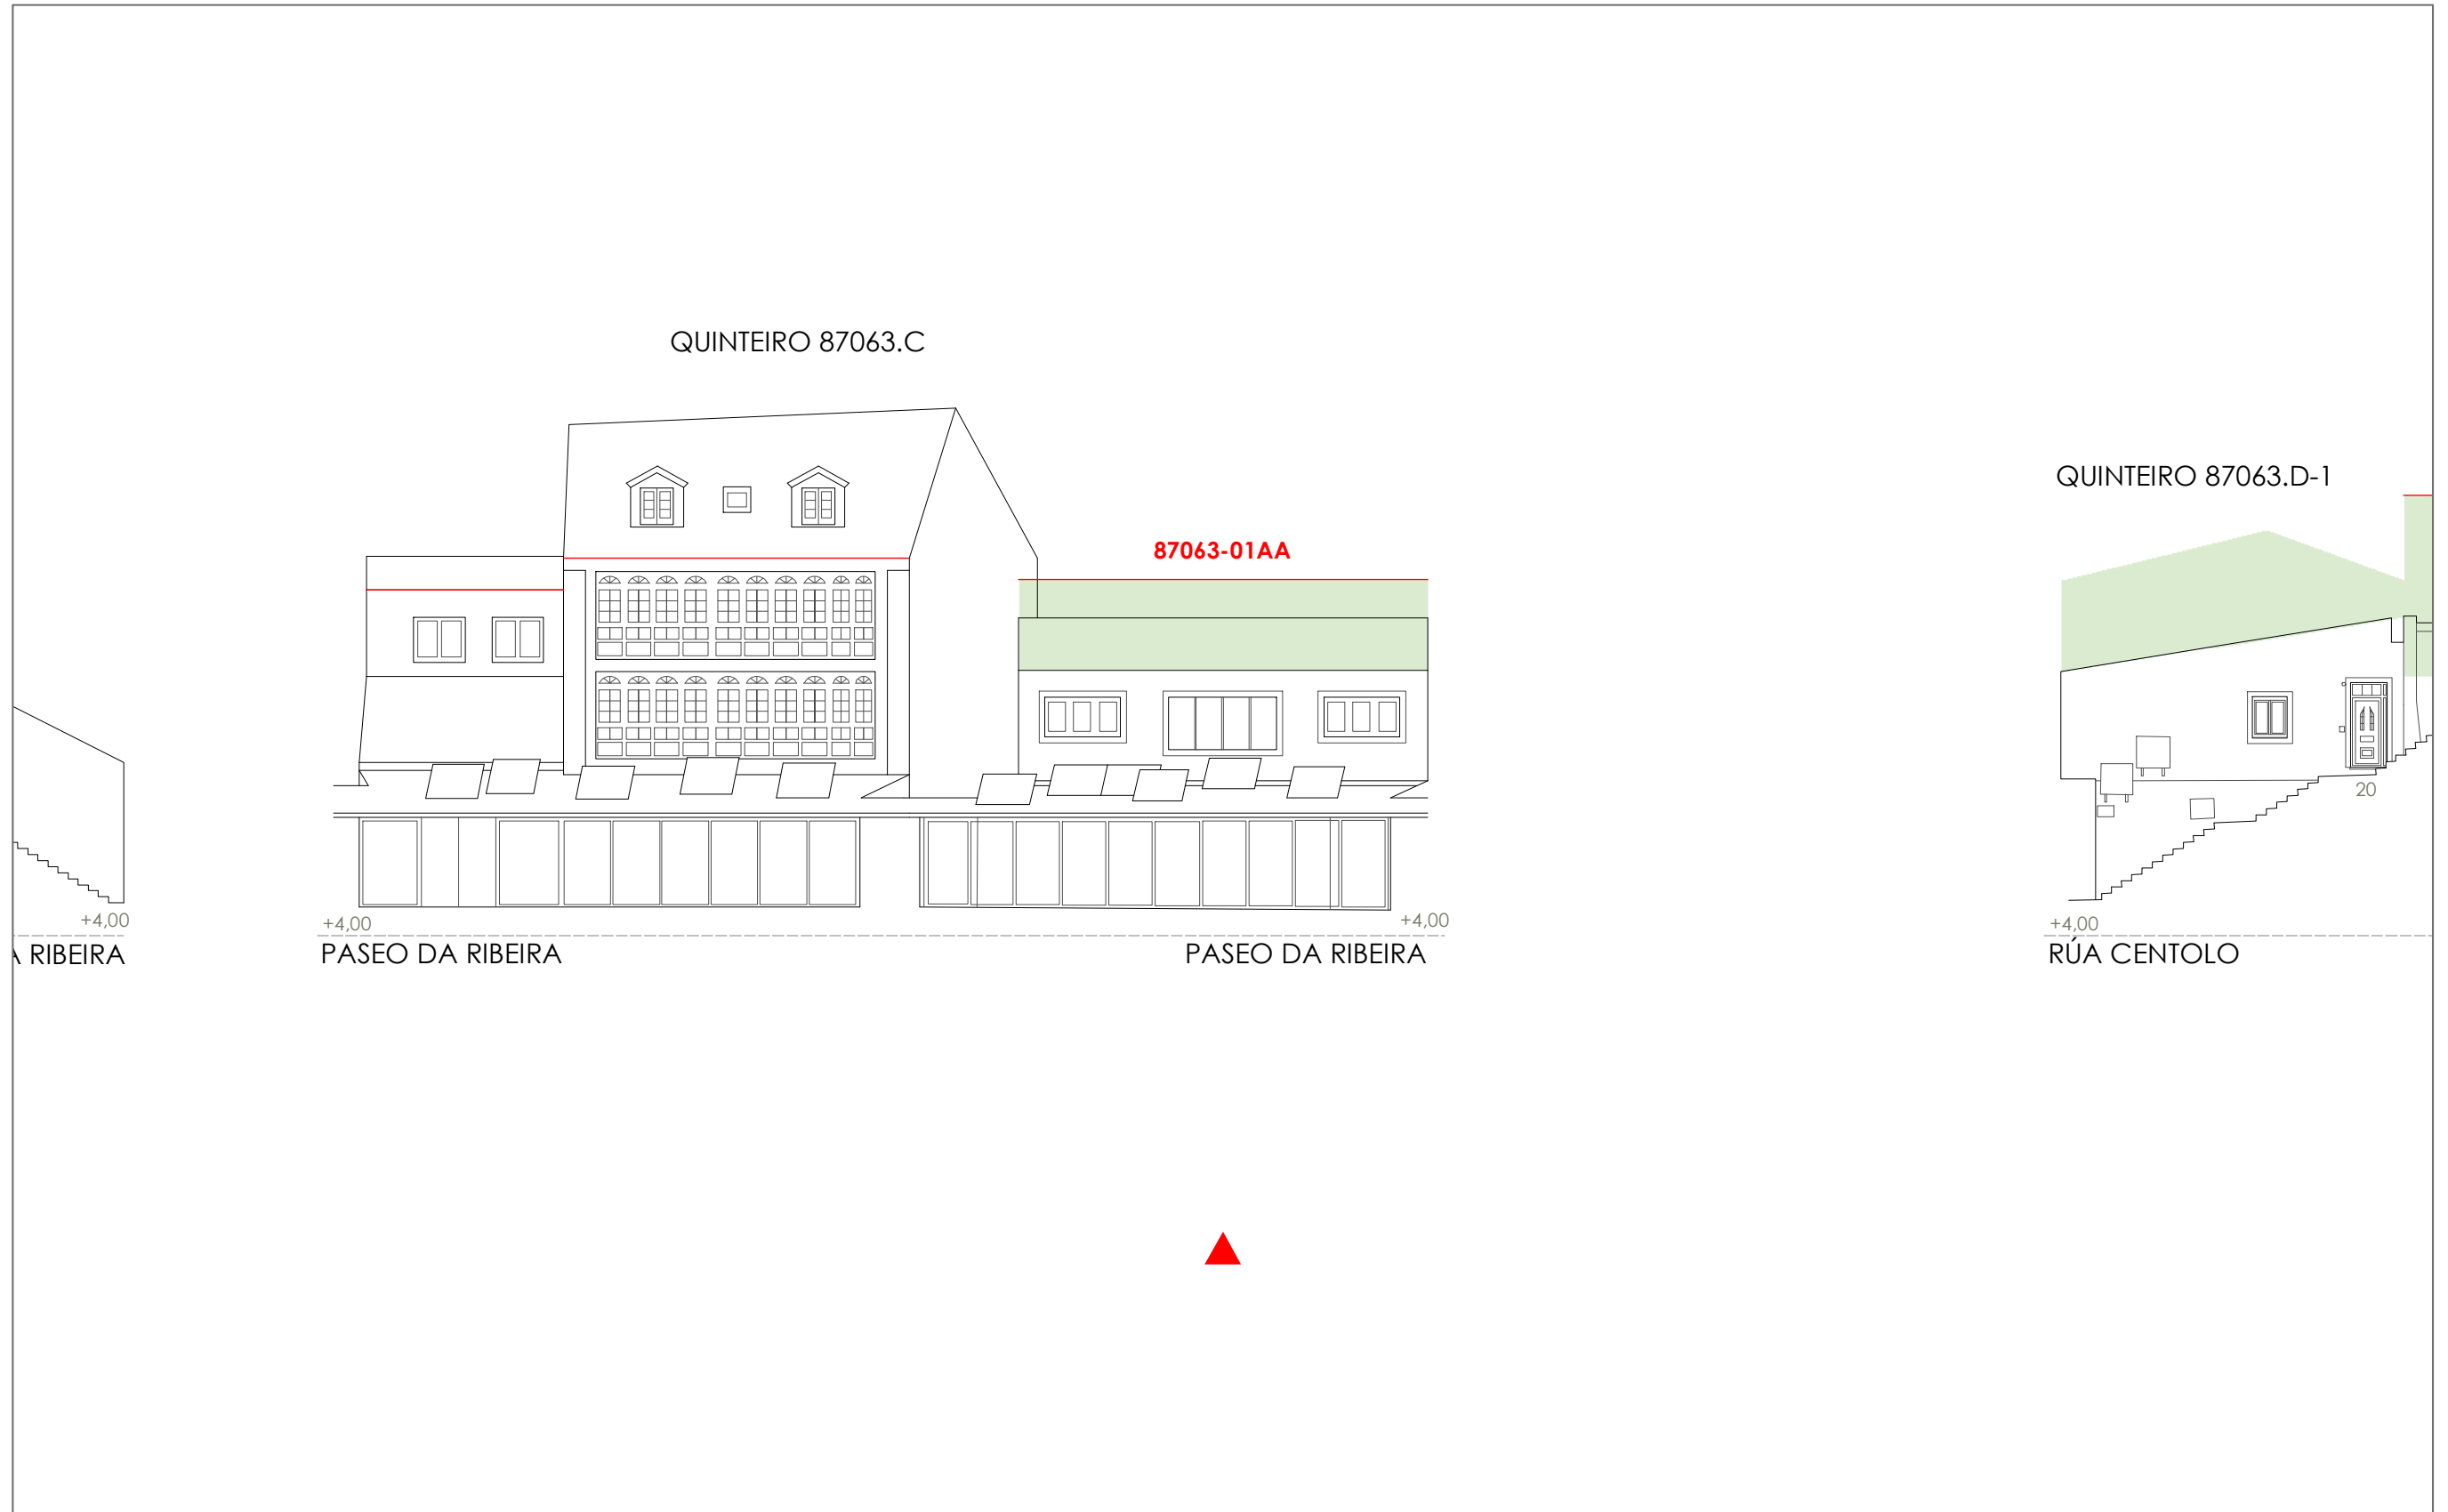 QUINTEIRO 87063.C
QUINTEIRO 87063.D-1
87063-01AA
20
+4,00
+4,00
+4,00
+4,00
RIBEIRA
PASEO DA RIBEIRA
PASEO DA RIBEIRA
RÚA CENTOLO